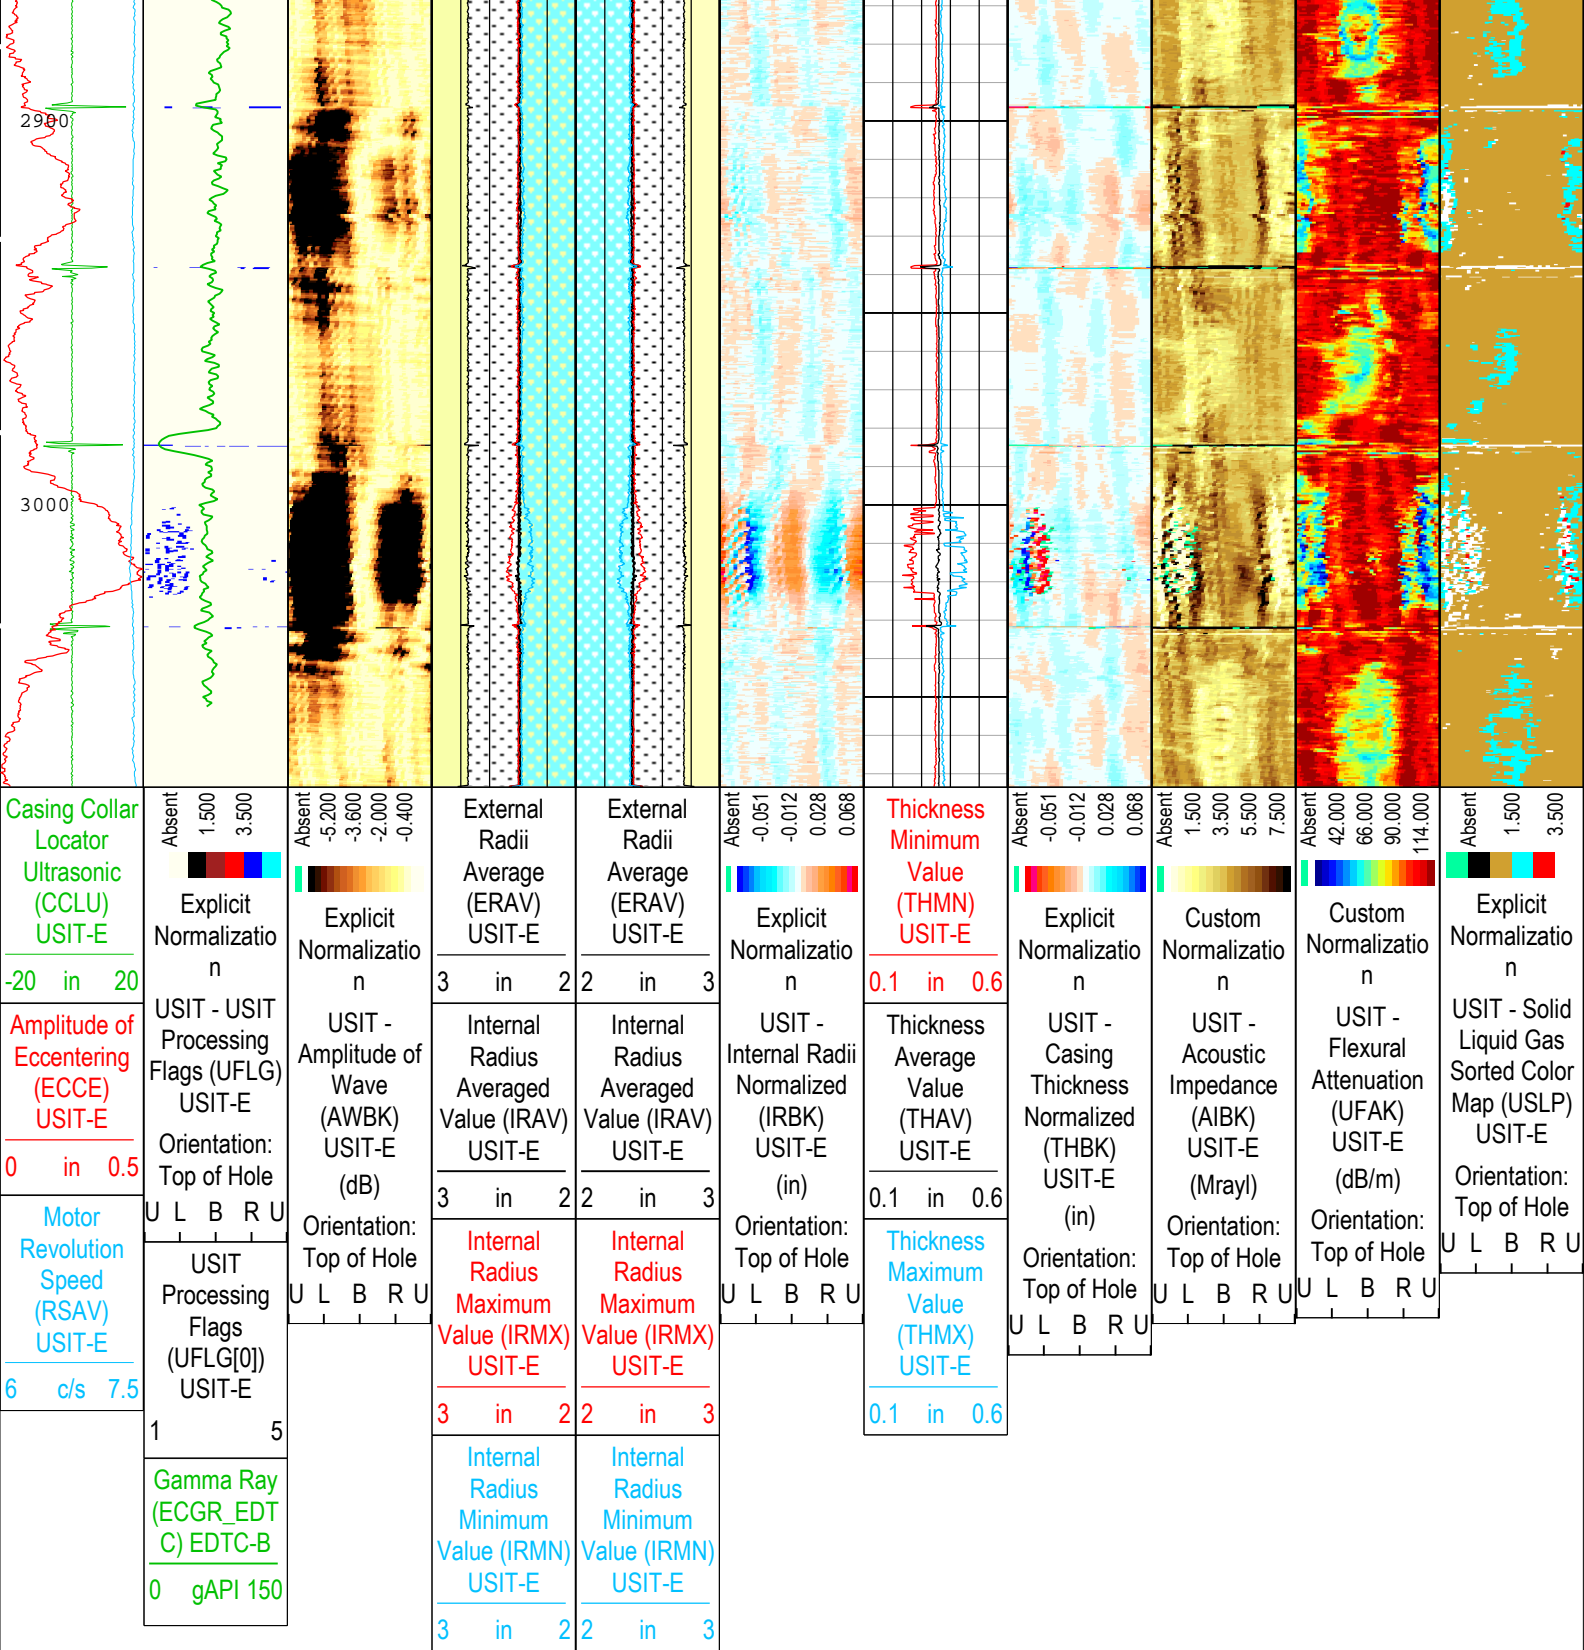 2900
3000
Casing Collar
Locator
Ultrasonic
(CCLU)
USIT-E
-20 in 20
Amplitude of
Eccentering
(ECCE)
USIT-E
0 in 0.5
Motor
Revolution
Speed
(RSAV)
USIT-E
6 c/s 7.5
Absent
1.500
3.500
Explicit
Normalizatio
n
USIT - USIT
Processing
Flags (UFLG)
USIT-E
Orientation:
Top of Hole
U L B R U
USIT
Processing
Flags
(UFLG[0])
USIT-E
1 5
Gamma Ray
(ECGR_EDT
C) EDTC-B
0 gAPI 150
Absent
-5.200
-3.600
-2.000
-0.400
Explicit
Normalizatio
n
USIT -
Amplitude of
Wave
(AWBK)
USIT-E
(dB)
Orientation:
Top of Hole
U L B R U
External
Radii
Average
(ERAV)
USIT-E
3 in 2
Internal
Radius
Averaged
Value (IRAV)
USIT-E
3 in 2
Internal
Radius
Maximum
Value (IRMX)
USIT-E
3 in 2
Internal
Radius
Minimum
Value (IRMN)
USIT-E
3 in 2
External
Radii
Average
(ERAV)
USIT-E
2 in 3
Internal
Radius
Averaged
Value (IRAV)
USIT-E
2 in 3
Internal
Radius
Maximum
Value (IRMX)
USIT-E
2 in 3
Internal
Radius
Minimum
Value (IRMN)
USIT-E
2 in 3
Absent
-0.051
-0.012
0.028
0.068
Explicit
Normalizatio
n
USIT -
Internal Radii
Normalized
(IRBK)
USIT-E
(in)
Orientation:
Top of Hole
U L B R U
Thickness
Minimum
Value
(THMN)
USIT-E
0.1 in 0.6
Thickness
Average
Value
(THAV)
USIT-E
0.1 in 0.6
Thickness
Maximum
Value
(THMX)
USIT-E
0.1 in 0.6
Absent
-0.051
-0.012
0.028
0.068
Explicit
Normalizatio
n
USIT -
Casing
Thickness
Normalized
(THBK)
USIT-E
(in)
Orientation:
Top of Hole
U L B R U
Absent
1.500
3.500
5.500
7.500
Custom
Normalizatio
n
USIT -
Acoustic
Impedance
(AIBK)
USIT-E
(Mrayl)
Orientation:
Top of Hole
U L B R U
Absent
42.000
66.000
90.000
114.000
Custom
Normalizatio
n
USIT -
Flexural
Attenuation
(UFAK)
USIT-E
(dB/m)
Orientation:
Top of Hole
U L B R U
Absent
1.500
3.500
Explicit
Normalizatio
n
USIT - Solid
Liquid Gas
Sorted Color
Map (USLP)
USIT-E
Orientation:
Top of Hole
U L B R U